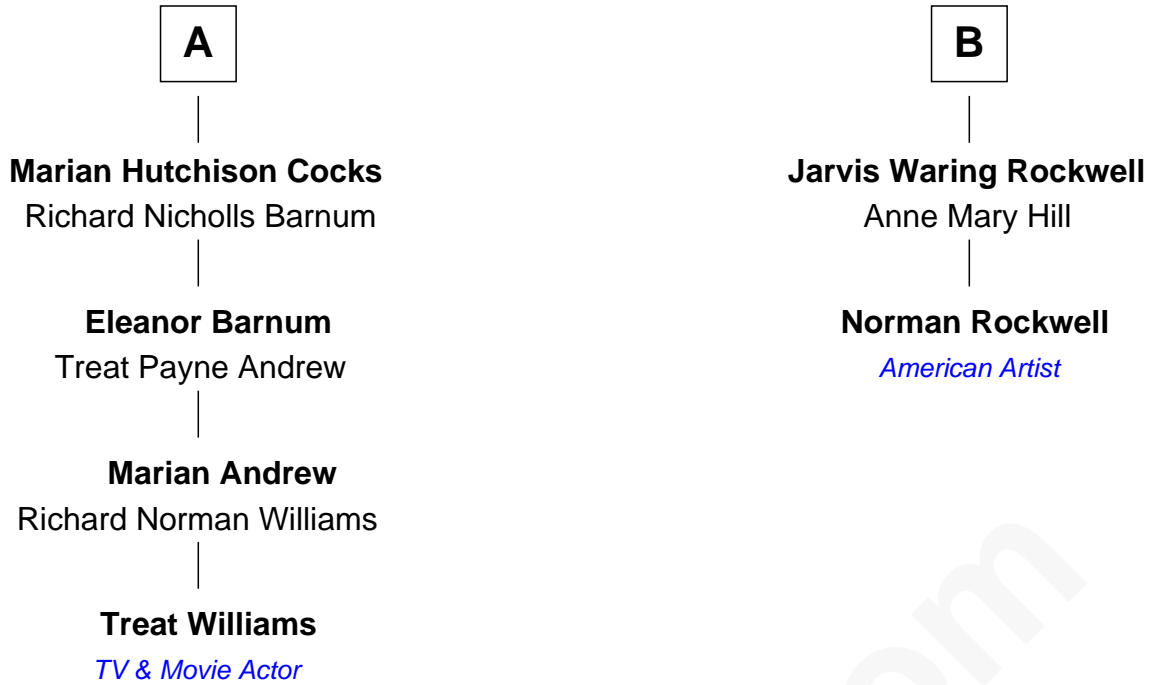 A
Marian Hutchison Cocks
Richard Nicholls Barnum
Eleanor Barnum
Treat Payne Andrew
Marian Andrew
Richard Norman Williams
Treat Williams
TV & Movie Actor
B
Jarvis Waring Rockwell
Anne Mary Hill
Norman Rockwell
American Artist
om